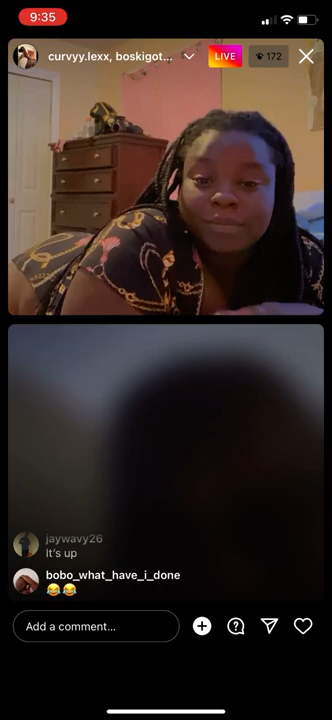 9:35
curvyy.lexx, boskigot...
LIVE
172
jaywavy26
It's up
bobo_what_have_i_done
😂😂
Add a comment...